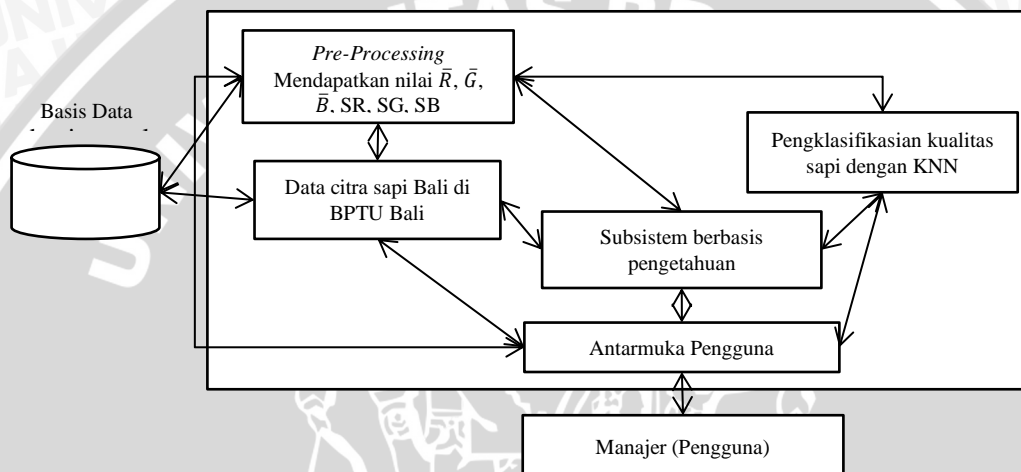 Pre-Processing
Mendapatkan nilai R̅, G̅,
B̅, SR, SG, SB
Basis Data
Pengklasifikasian kualitas
sapi dengan KNN
Data citra sapi Bali di
BPTU Bali
Subsistem berbasis
pengetahuan
Antarmuka Pengguna
Manajer (Pengguna)